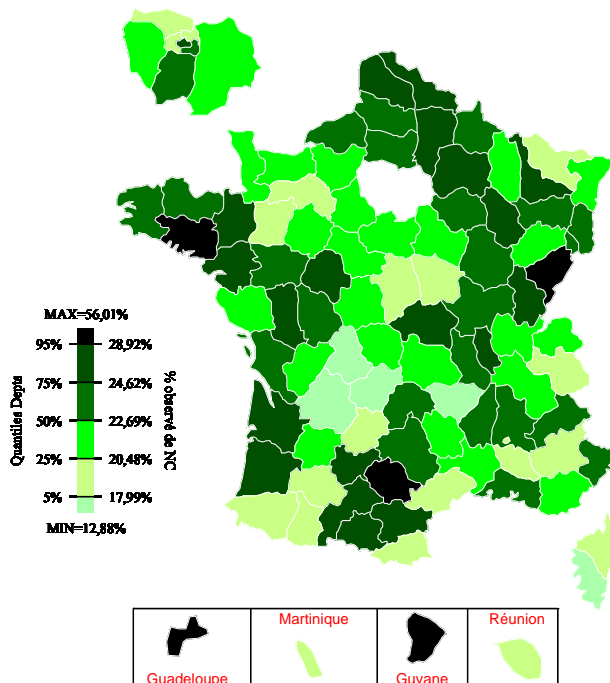 MAX=56,01%
95% 28,92%
75% 24,62%
50% 22,69%
25% 20,48%
5% 17,99%
MIN=12,88%
Quantiles Depts
% observé de NC
Martinique
Réunion
Guadeloupe
Guyane